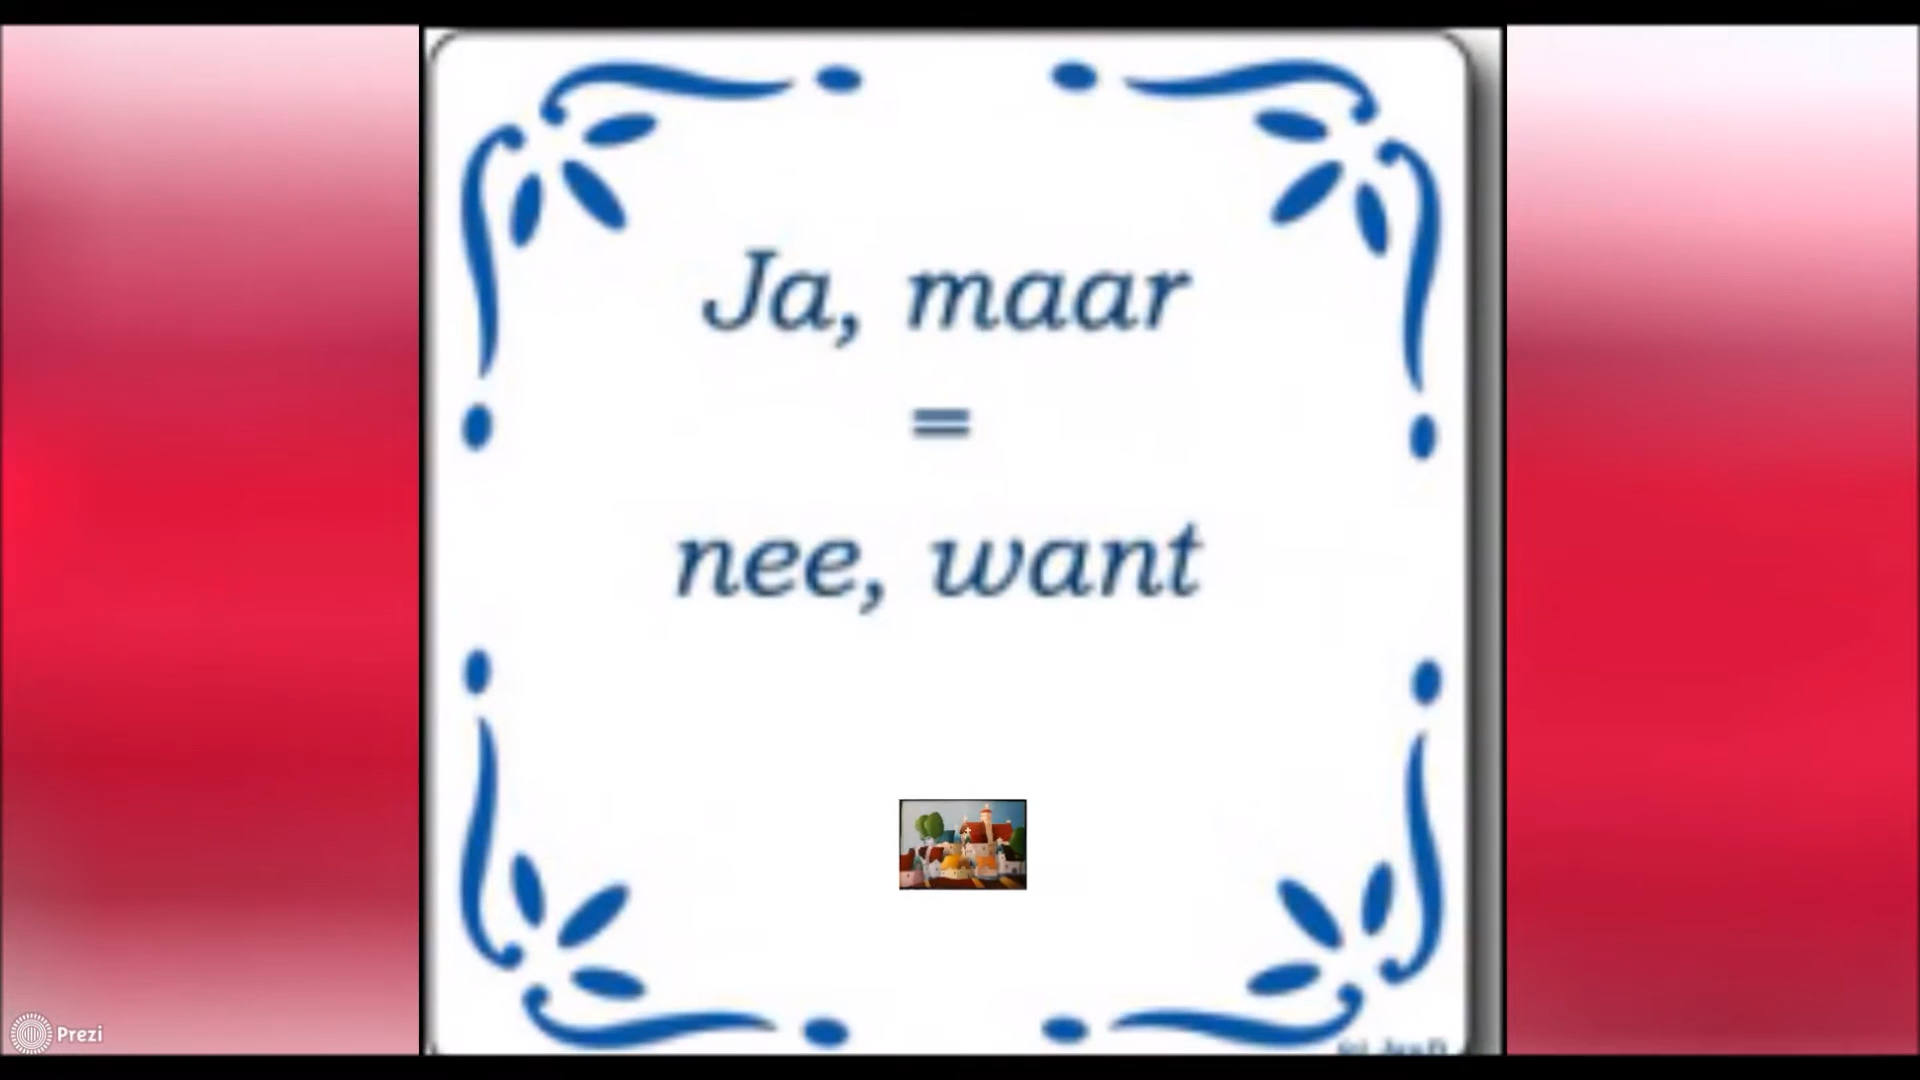 Ja, maar
=
nee, want
Prezi